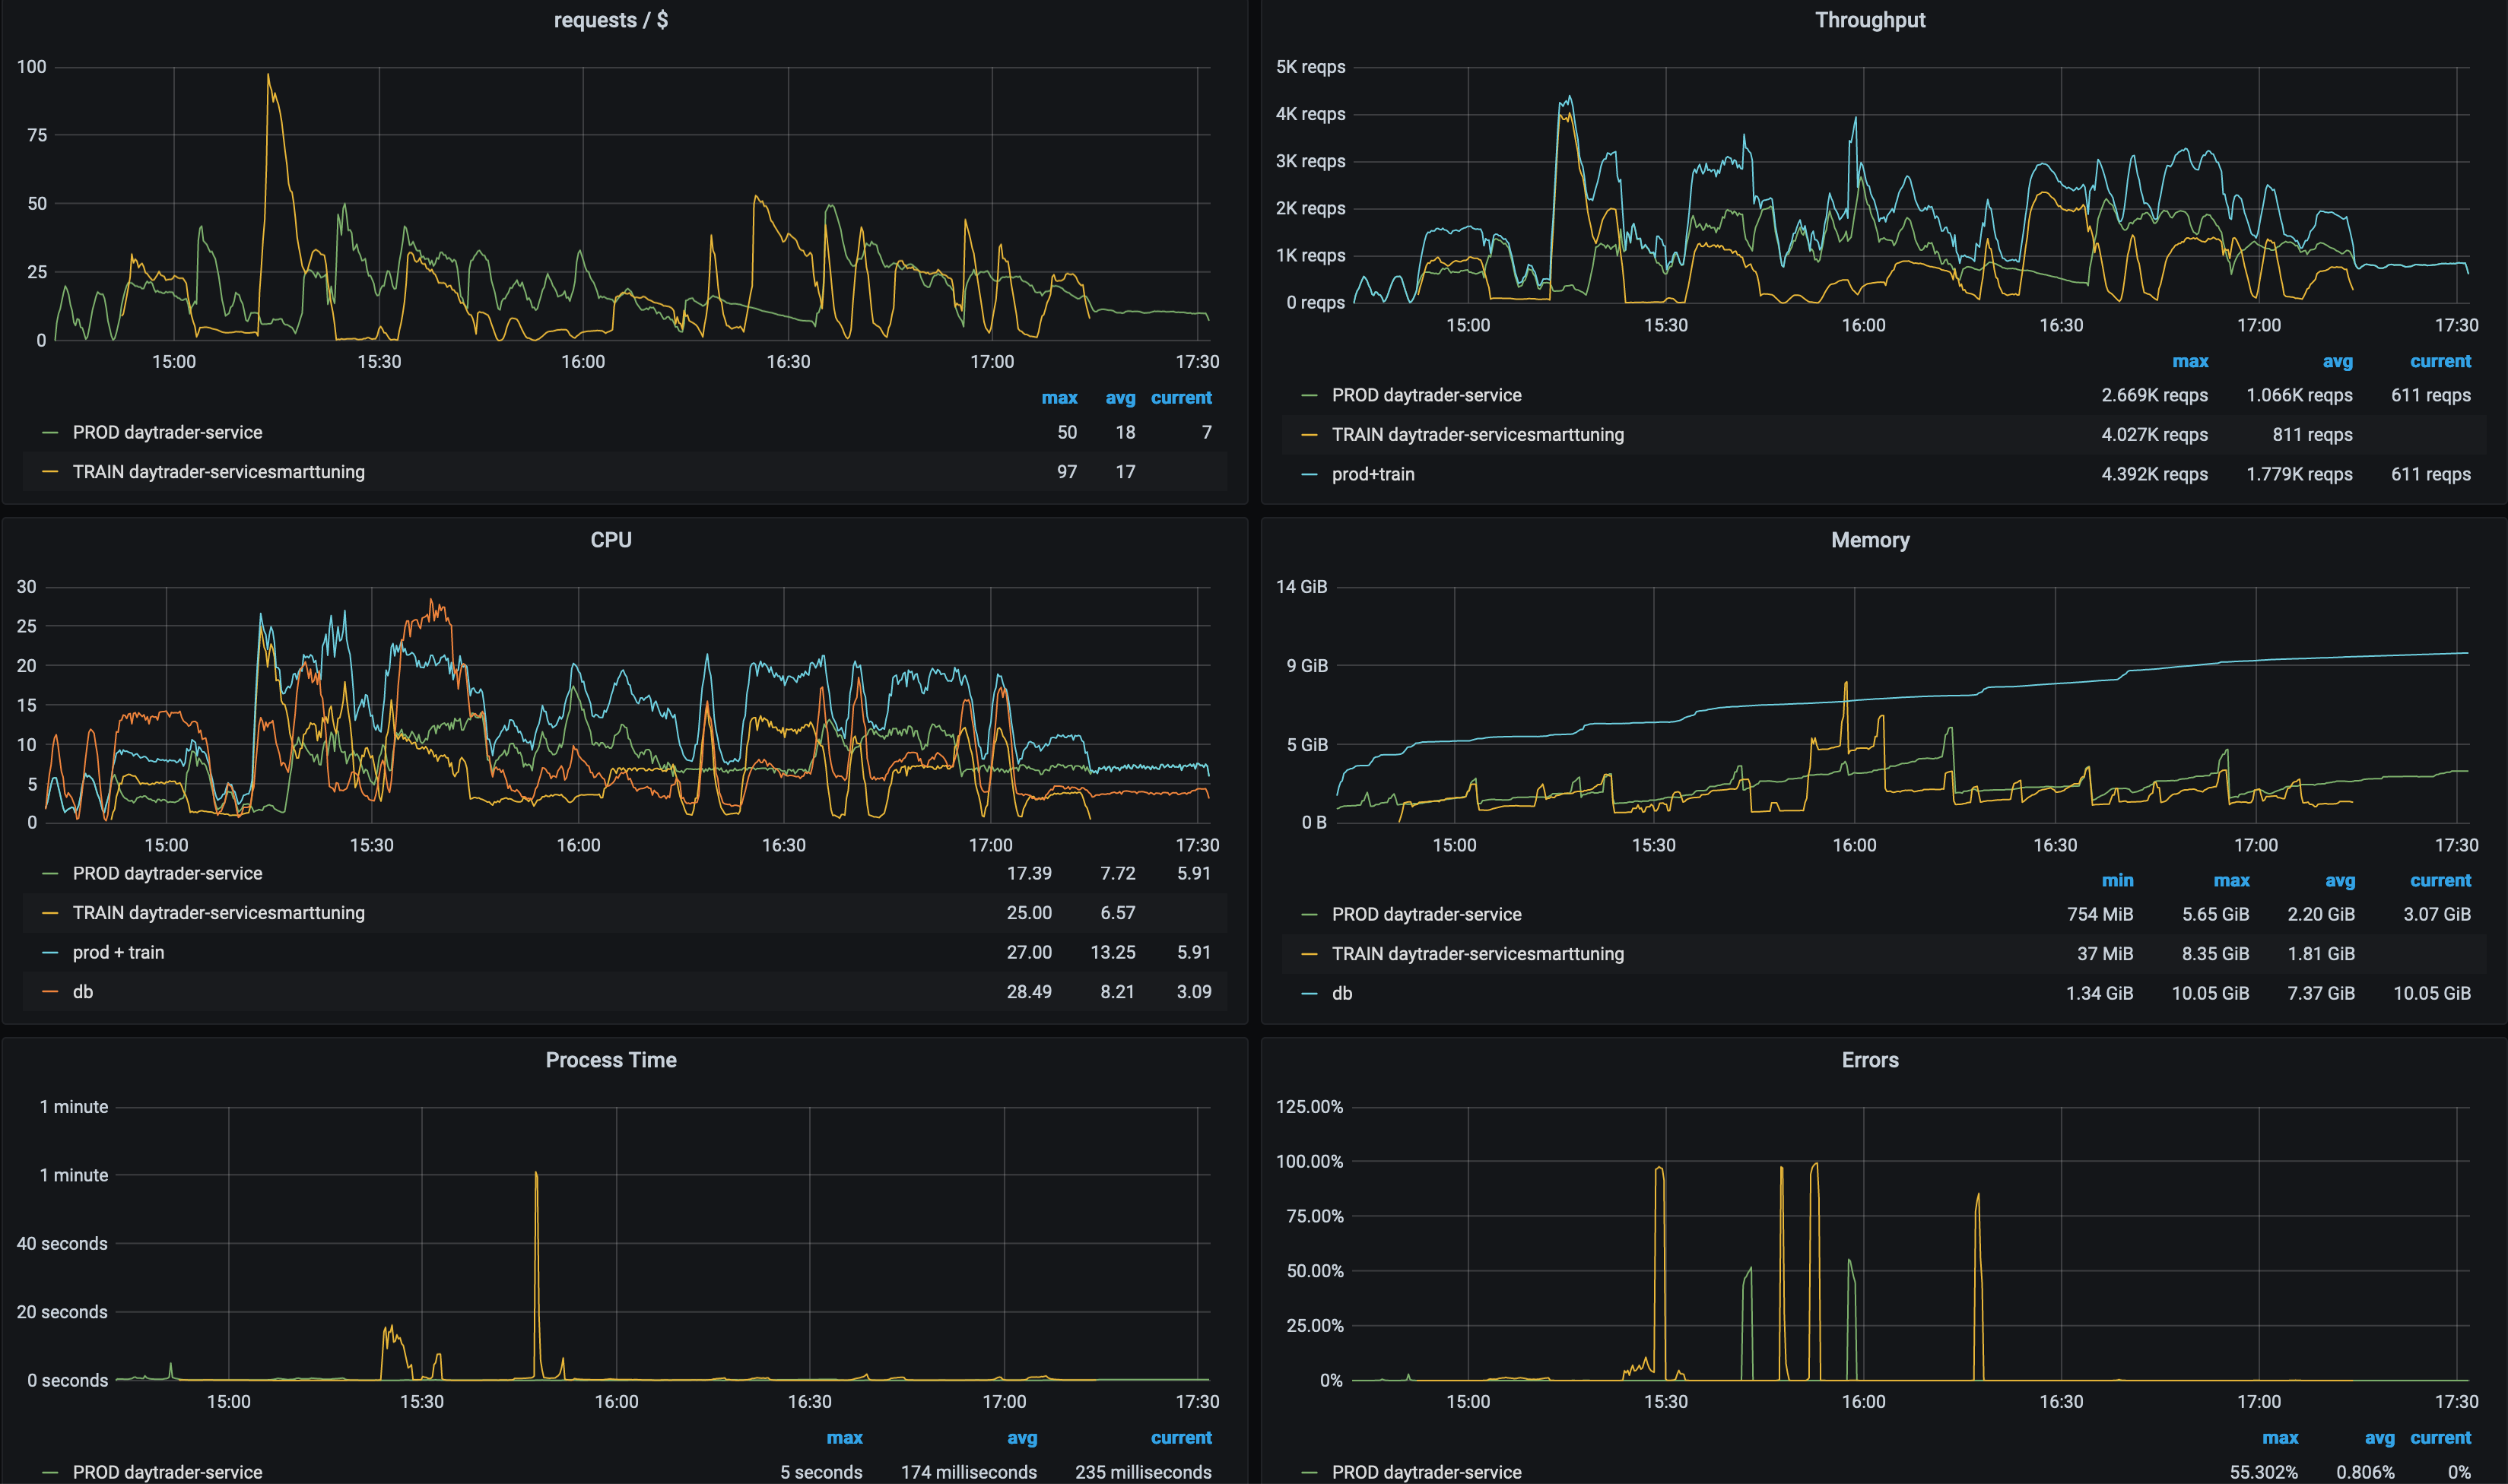 requests / $
100
75
50
25
0
15:00 15:30 16:00 16:30 17:00 17:30
max avg current
PROD daytrader-service 50 18 7
TRAIN daytrader-servicesmarttuning 97 17
Throughput
5K reqps
4K reqps
3K reqps
2K reqps
1K reqps
0 reqps
15:00 15:30 16:00 16:30 17:00 17:30
max avg current
PROD daytrader-service 2.669K reqps 1.066K reqps 611 reqps
TRAIN daytrader-servicesmarttuning 4.027K reqps 811 reqps
prod+train 4.392K reqps 1.779K reqps 611 reqps
CPU
30
25
20
15
10
5
0
15:00 15:30 16:00 16:30 17:00 17:30
PROD daytrader-service 17.39 7.72 5.91
TRAIN daytrader-servicesmarttuning 25.00 6.57
prod + train 27.00 13.25 5.91
db 28.49 8.21 3.09
Memory
14 GiB
9 GiB
5 GiB
0 B
15:00 15:30 16:00 16:30 17:00 17:30
min max avg current
PROD daytrader-service 754 MiB 5.65 GiB 2.20 GiB 3.07 GiB
TRAIN daytrader-servicesmarttuning 37 MiB 8.35 GiB 1.81 GiB
db 1.34 GiB 10.05 GiB 7.37 GiB 10.05 GiB
Process Time
1 minute
1 minute
40 seconds
20 seconds
0 seconds
15:00 15:30 16:00 16:30 17:00 17:30
max avg current
PROD daytrader-service 5 seconds 174 milliseconds 235 milliseconds
Errors
125.00%
100.00%
75.00%
50.00%
25.00%
0%
15:00 15:30 16:00 16:30 17:00 17:30
max avg current
PROD daytrader-service 55.302% 0.806% 0%